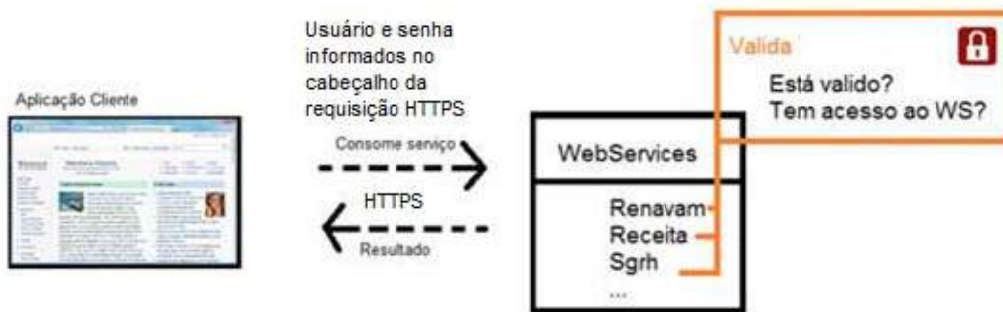 Usuário e senha
informados no
cabeçalho da
requisição HTTPS
Aplicação Cliente
Consome serviço
HTTPS
Resultado
WebServices
Renavam
Receita
Sgrh
...
Valida
Está valido?
Tem acesso ao WS?